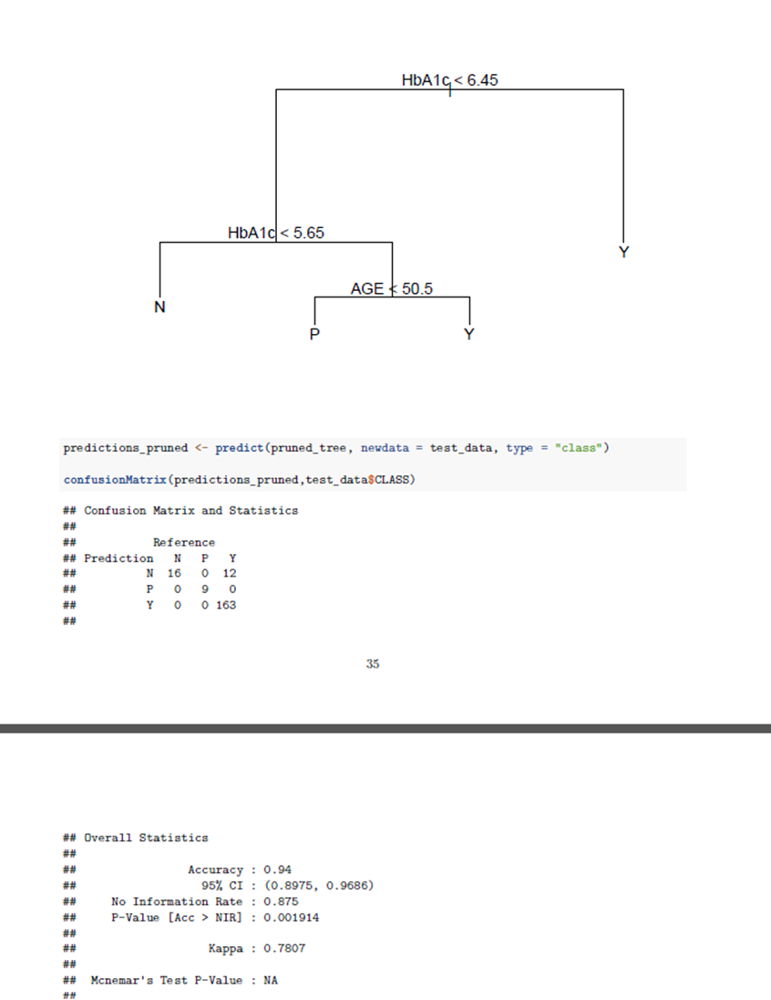 HbA1c < 6.45
HbA1c < 5.65
Y
AGE < 50.5
N
P
Y
predictions_pruned <- predict(pruned_tree, newdata = test_data, type = "class")
confusionMatrix(predictions_pruned,test_data$CLASS)
## Confusion Matrix and Statistics
##
##           Reference
## Prediction   N   P   Y
##          N  16   0  12
##          P   0   9   0
##          Y   0   0 163
##
35
## Overall Statistics
##
##                Accuracy : 0.94
##                  95% CI : (0.8975, 0.9686)
##     No Information Rate : 0.875
##     P-Value [Acc > NIR] : 0.001914
##
##                   Kappa : 0.7807
##
##  Mcnemar's Test P-Value : NA
##